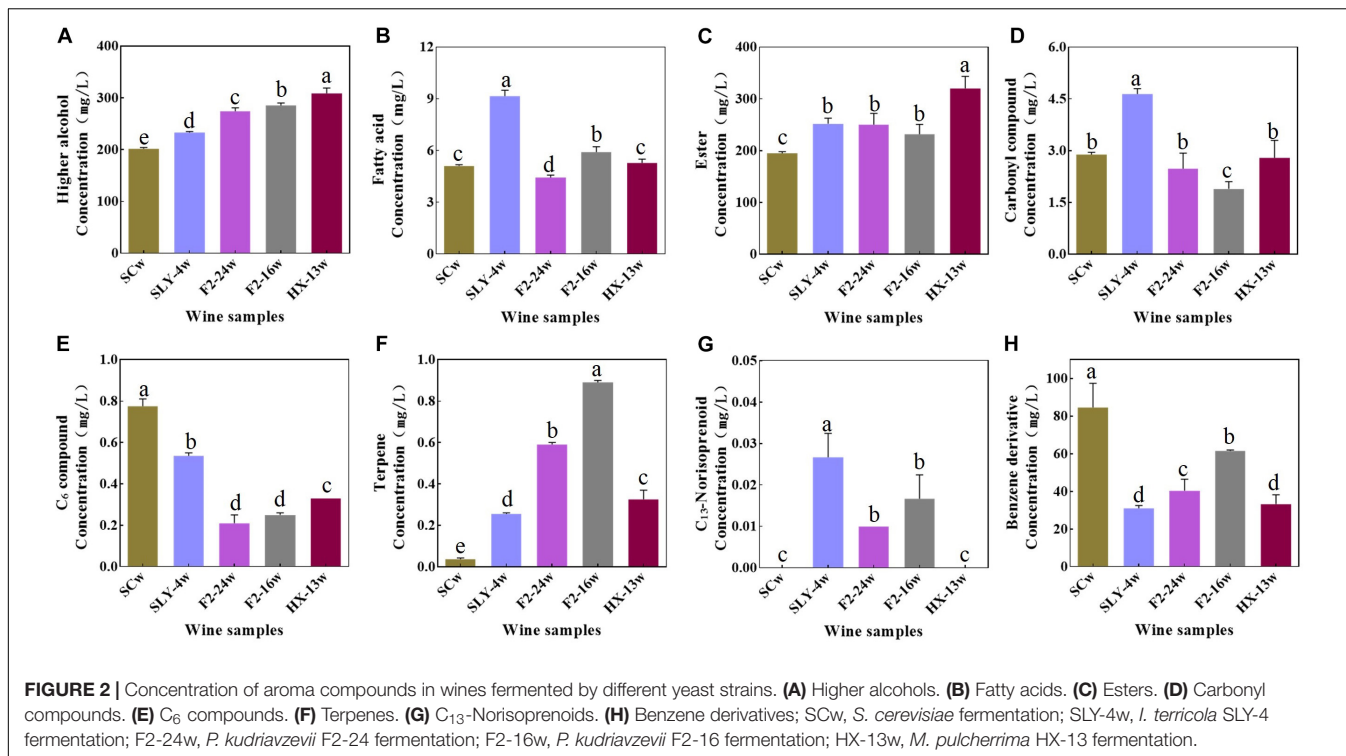 A
Higher alcohol
Concentration（mg/L）
400
300
200
100
0
e
d
c
b
a
SCw
SLY-4w
F2-24w
F2-16w
HX-13w
Wine samples
B
Fatty acid
Concentration（mg/L）
12
9
6
3
0
c
a
d
b
c
SCw
SLY-4w
F2-24w
F2-16w
HX-13w
Wine samples
C
Ester
Concentration（mg/L）
400
300
200
100
0
c
b
b
b
a
SCw
SLY-4w
F2-24w
F2-16w
HX-13w
Wine samples
D
Carbonyl compound
Concentration（mg/L）
6.0
4.5
3.0
1.5
0.0
b
a
b
c
b
SCw
SLY-4w
F2-24w
F2-16w
HX-13w
Wine samples
E
C₆ compound
Concentration（mg/L）
1.0
0.8
0.6
0.4
0.2
0.0
a
b
d
d
c
SCw
SLY-4w
F2-24w
F2-16w
HX-13w
Wine samples
F
Terpene
Concentration（mg/L）
1.0
0.8
0.6
0.4
0.2
0.0
e
d
b
a
c
SCw
SLY-4w
F2-24w
F2-16w
HX-13w
Wine samples
G
C₁₃-Norisoprenoid
Concentration（mg/L）
0.05
0.04
0.03
0.02
0.01
0.00
c
a
b
b
c
SCw
SLY-4w
F2-24w
F2-16w
HX-13w
Wine samples
H
Benzene derivative
Concentration（mg/L）
100
80
60
40
20
0
a
d
c
b
d
SCw
SLY-4w
F2-24w
F2-16w
HX-13w
Wine samples
FIGURE 2 | Concentration of aroma compounds in wines fermented by different yeast strains. (A) Higher alcohols. (B) Fatty acids. (C) Esters. (D) Carbonyl
compounds. (E) C₆ compounds. (F) Terpenes. (G) C₁₃-Norisoprenoids. (H) Benzene derivatives; SCw, S. cerevisiae fermentation; SLY-4w, I. terricola SLY-4
fermentation; F2-24w, P. kudriavzevii F2-24 fermentation; F2-16w, P. kudriavzevii F2-16 fermentation; HX-13w, M. pulcherrima HX-13 fermentation.